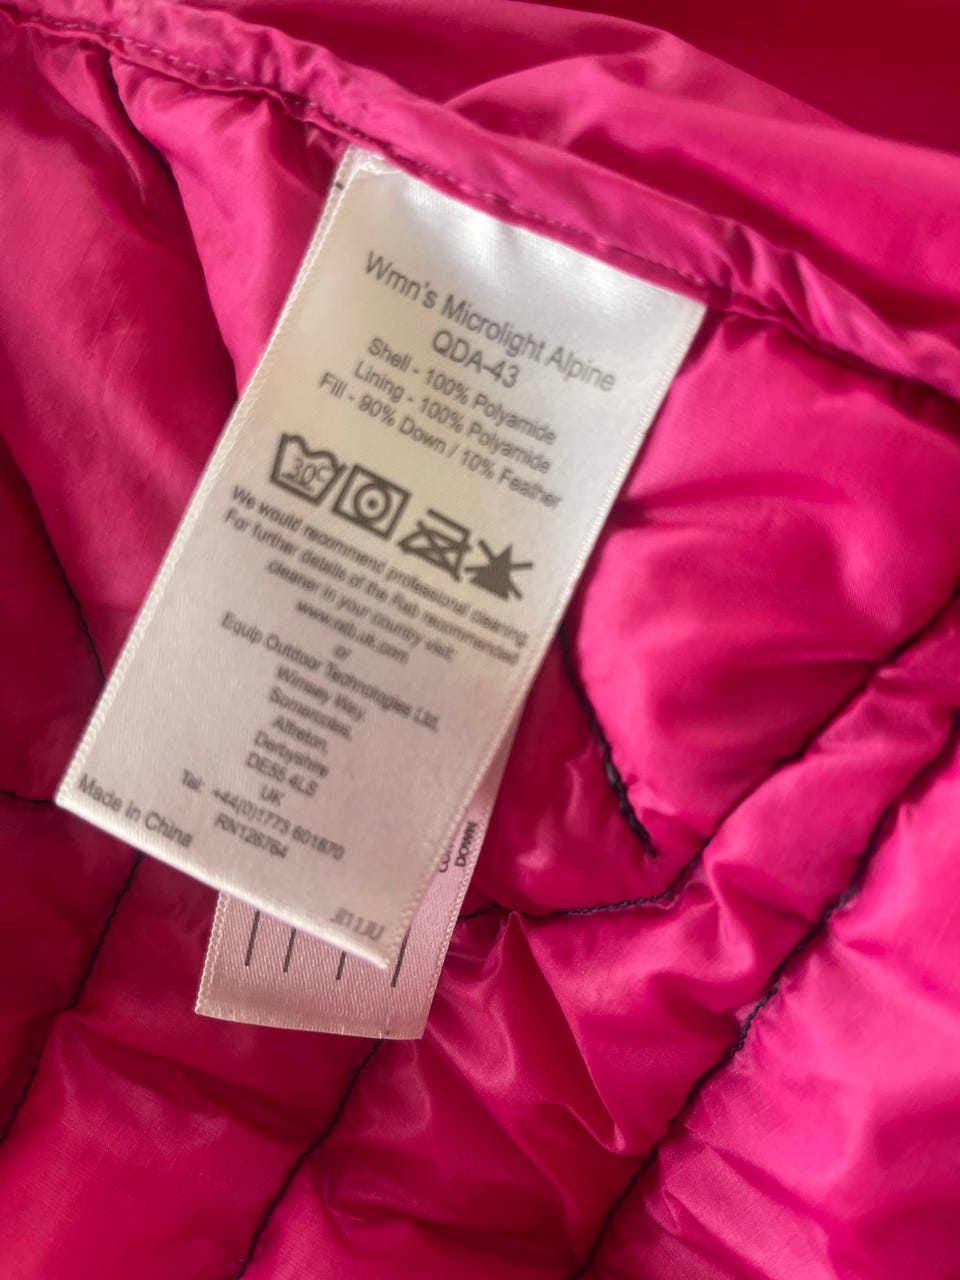 Wmn's Microlight Alpine
QDA-43
Shell - 100% Polyamide
Lining - 100% Polyamide
Fill - 90% Down / 10% Feather
30°C
We would recommend professional cleaning
For further details of the Rab recommended
cleaner in your country visit:
www.rab.uk.com
or
Equip Outdoor Technologies Ltd.
Wimsey Way,
Somercotes,
Alfreton,
Derbyshire
DE55 4LS
UK
Tel: +44(0)1773 601870
RN128764
Made in China
DOWN